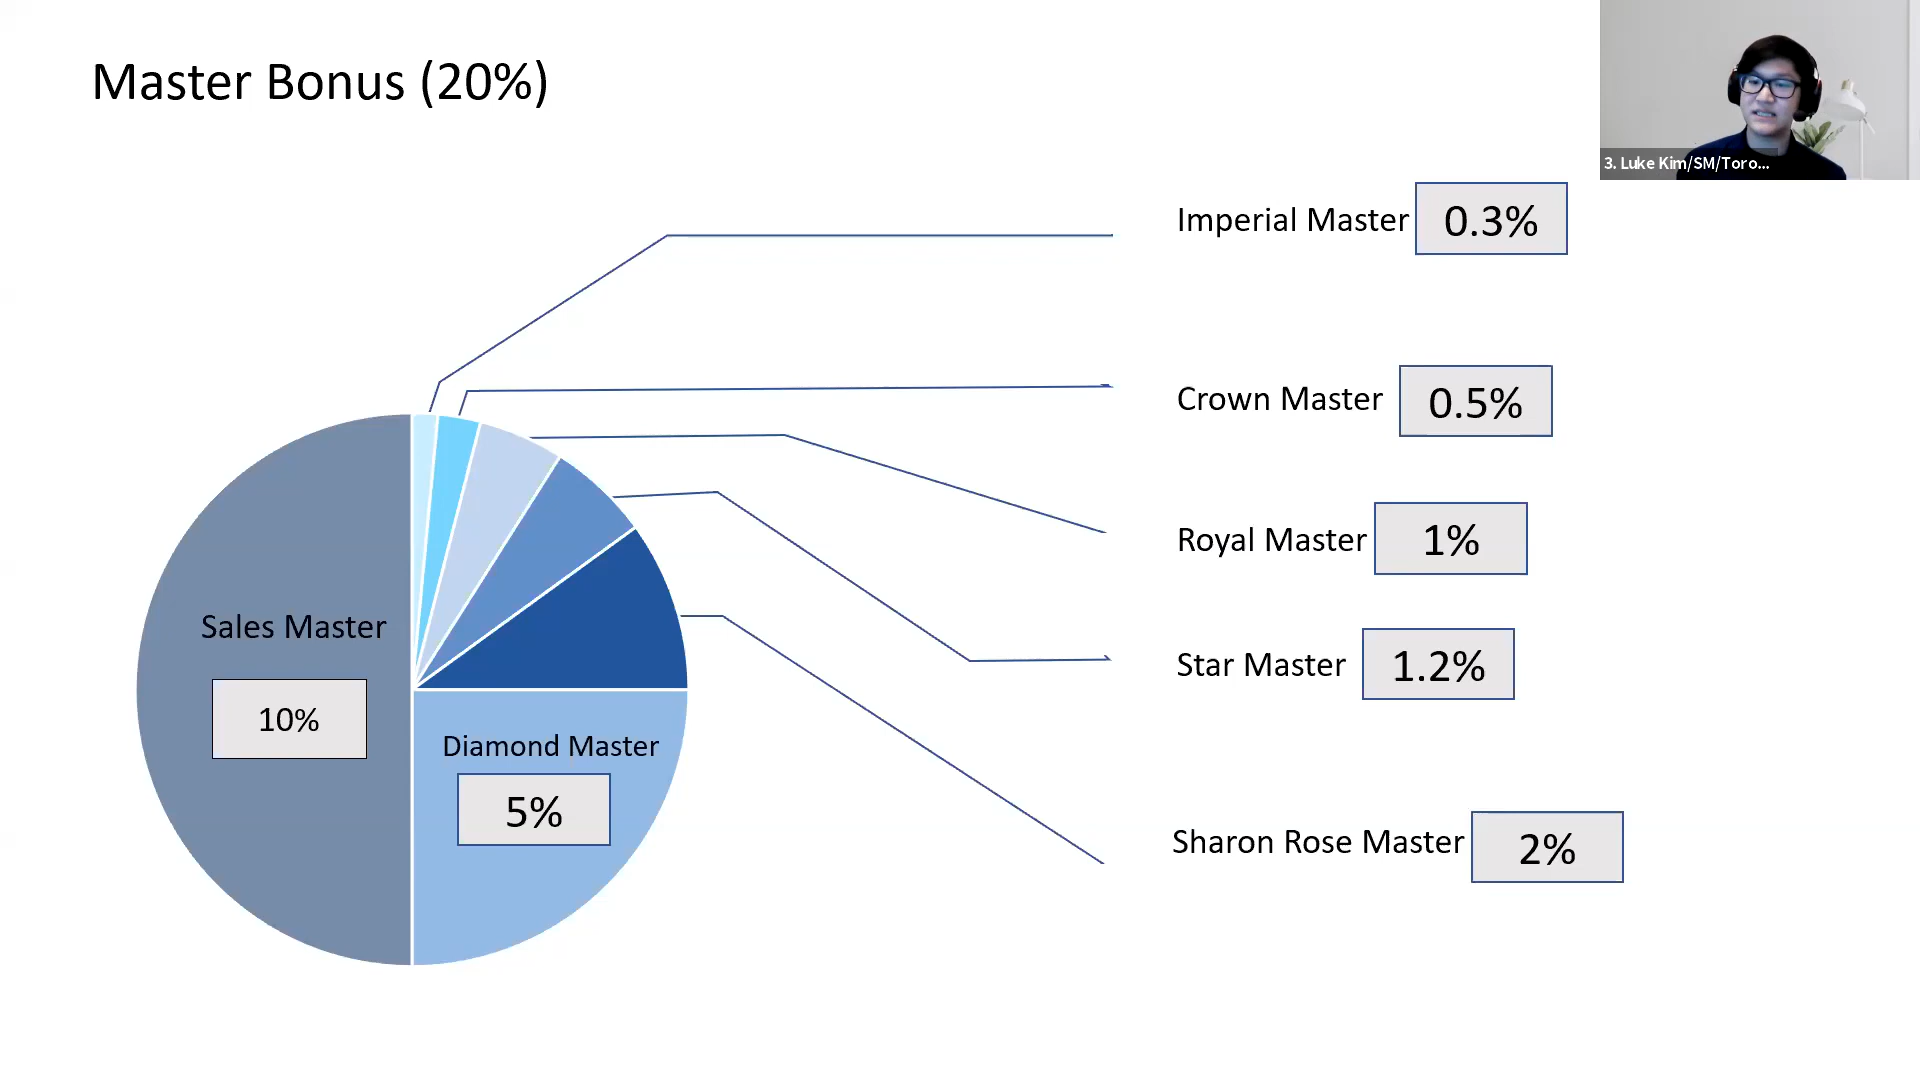 Master Bonus (20%)
3. Luke Kim/SM/Toro...
Imperial Master 0.3%
Crown Master 0.5%
Royal Master 1%
Star Master 1.2%
Sharon Rose Master 2%
Sales Master
10%
Diamond Master
5%